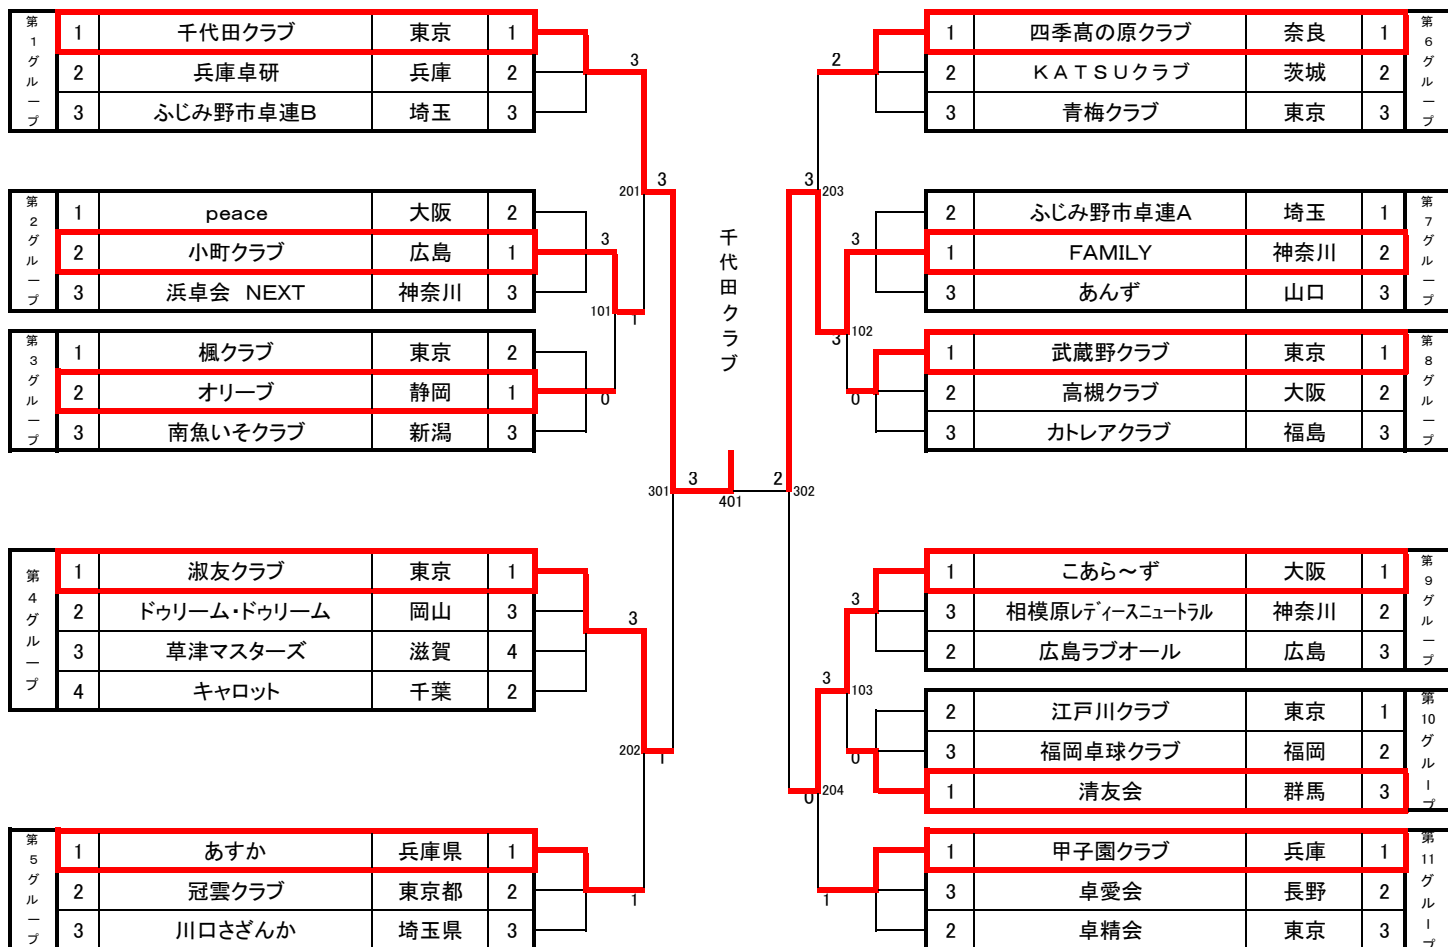 第1グループ
1 千代田クラブ 東京 1
2 兵庫卓研 兵庫 2
3 ふじみ野市卓連B 埼玉 3
3
第2グループ
1 peace 大阪 2
2 小町クラブ 広島 1
3 浜卓会 NEXT 神奈川 3
3
201
3
101
1
第3グループ
1 楓クラブ 東京 2
2 オリーブ 静岡 1
3 南魚いそクラブ 新潟 3
0
第4グループ
1 淑友クラブ 東京 1
2 ドゥリーム・ドゥリーム 岡山 3
3 草津マスターズ 滋賀 4
4 キャロット 千葉 2
3
202
1
第5グループ
1 あすか 兵庫県 1
2 冠雲クラブ 東京都 2
3 川口さざんか 埼玉県 3
1
千代田クラブ
301
3
401
2
302
第6グループ
1 四季髙の原クラブ 奈良 1
2 KATSUクラブ 茨城 2
3 青梅クラブ 東京 3
2
3
203
第7グループ
2 ふじみ野市卓連A 埼玉 1
1 FAMILY 神奈川 2
3 あんず 山口 3
3
3
102
第8グループ
1 武蔵野クラブ 東京 1
2 高槻クラブ 大阪 2
3 カトレアクラブ 福島 3
0
第9グループ
1 こあら～ず 大阪 1
3 相模原レディースニュートラル 神奈川 2
2 広島ラブオール 広島 3
3
3
103
第10グループ
2 江戸川クラブ 東京 1
3 福岡卓球クラブ 福岡 2
1 清友会 群馬 3
0
0
204
第11グループ
1 甲子園クラブ 兵庫 1
3 卓愛会 長野 2
2 卓精会 東京 3
1